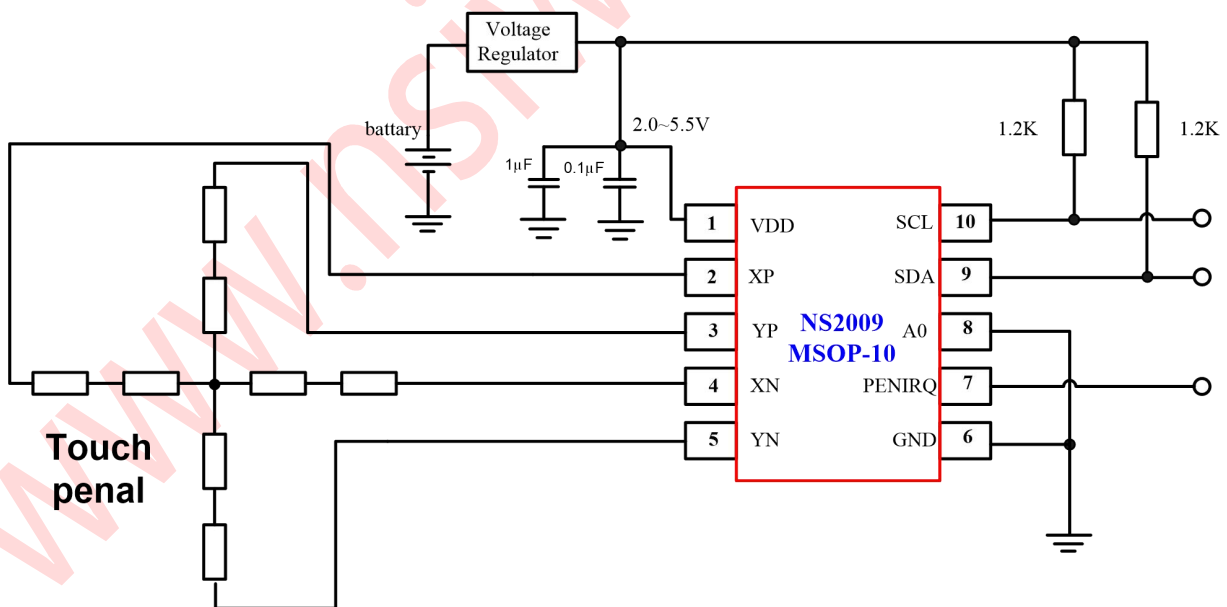 Voltage
Regulator
battary
2.0~5.5V
1.2K
1.2K
1μF
0.1μF
1
VDD
SCL
10
2
XP
SDA
9
3
YP
NS2009
A0
8
MSOP-10
4
XN
PENIRQ
7
5
YN
GND
6
Touch
penal